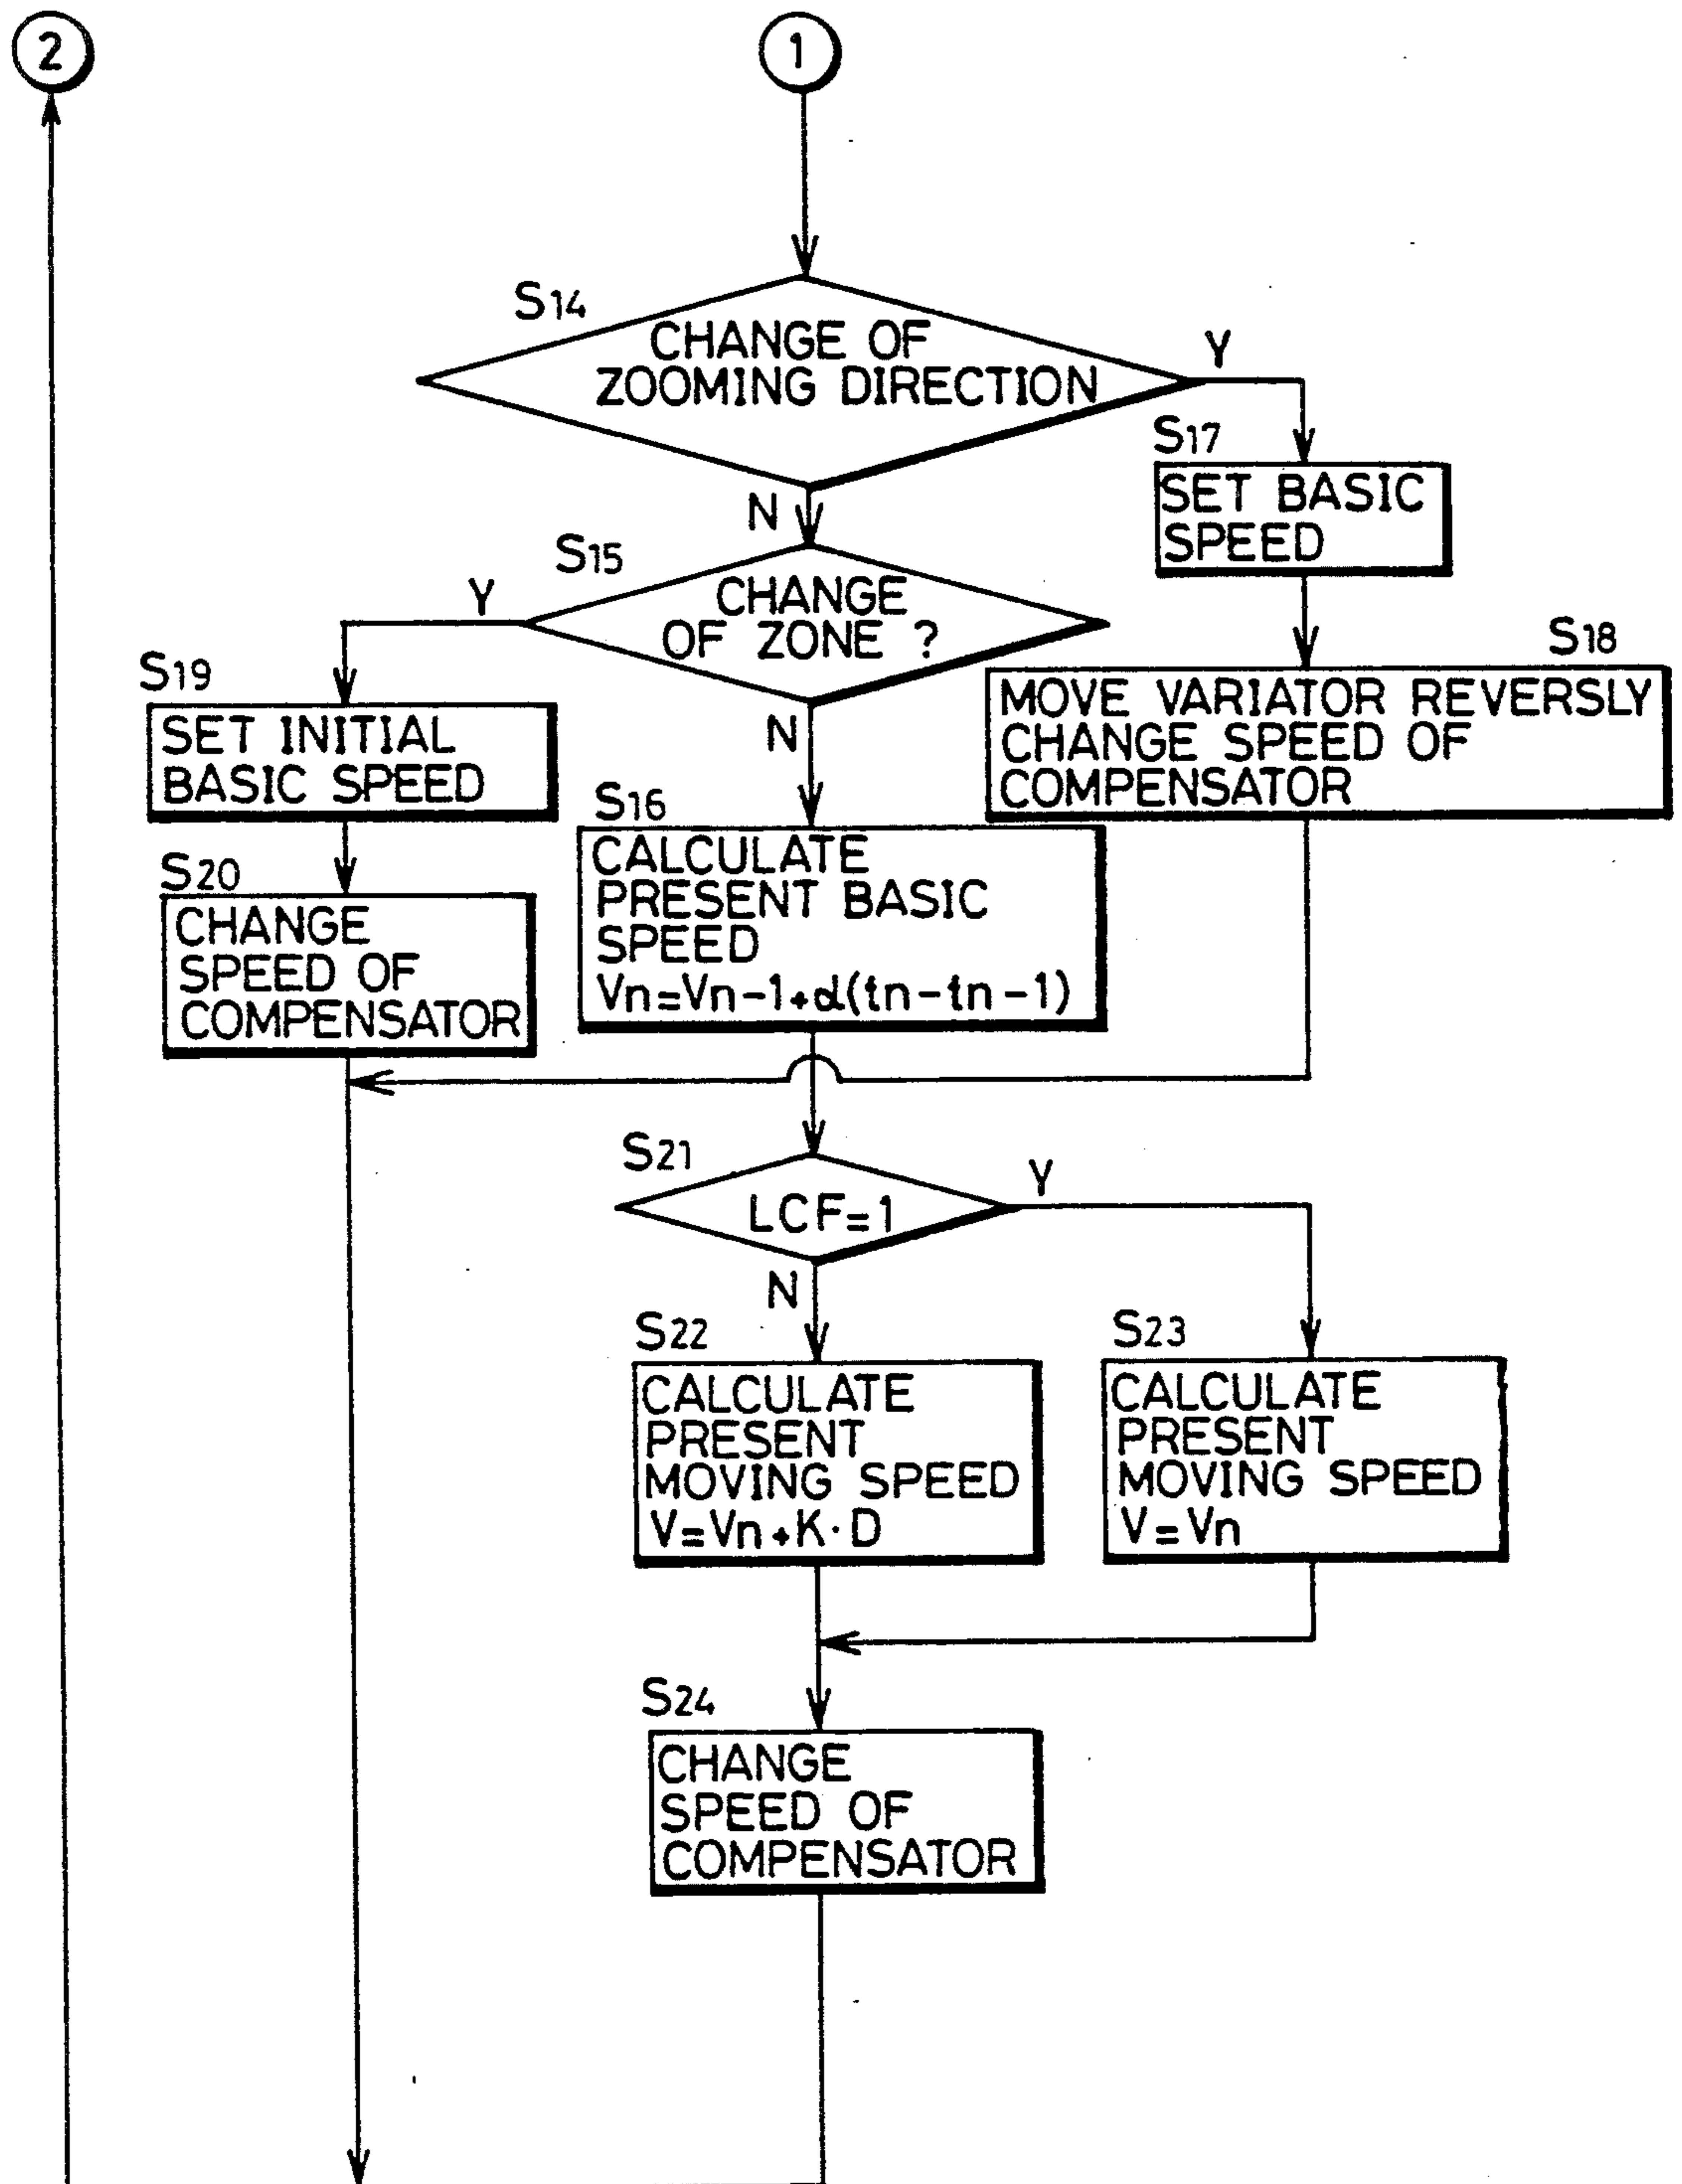 2
1
S14
CHANGE OF
ZOOMING DIRECTION
Y
N
S17
SET BASIC
SPEED
S15
CHANGE
OF ZONE ?
Y
N
S18
MOVE VARIATOR REVERSLY
CHANGE SPEED OF
COMPENSATOR
S19
SET INITIAL
BASIC SPEED
S16
CALCULATE
PRESENT BASIC
SPEED
Vn=Vn-1+α(tn-tn-1)
S20
CHANGE
SPEED OF
COMPENSATOR
S21
LCF=1
Y
N
S22
CALCULATE
PRESENT
MOVING SPEED
V=Vn+K·D
S23
CALCULATE
PRESENT
MOVING SPEED
V=Vn
S24
CHANGE
SPEED OF
COMPENSATOR